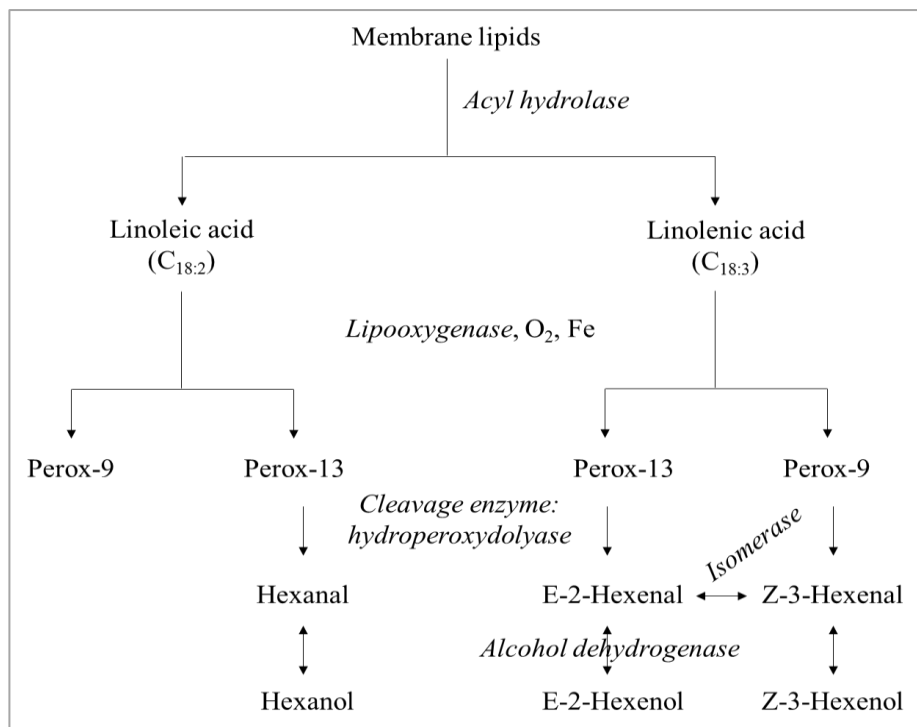 Membrane lipids
Acyl hydrolase
Linoleic acid
(C18:2)
Linolenic acid
(C18:3)
Lipooxygenase, O2, Fe
Perox-9
Perox-13
Perox-13
Perox-9
Cleavage enzyme:
hydroperoxydolyase
Isomerase
Hexanal
E-2-Hexenal
Z-3-Hexenal
Alcohol dehydrogenase
Hexanol
E-2-Hexenol
Z-3-Hexenol